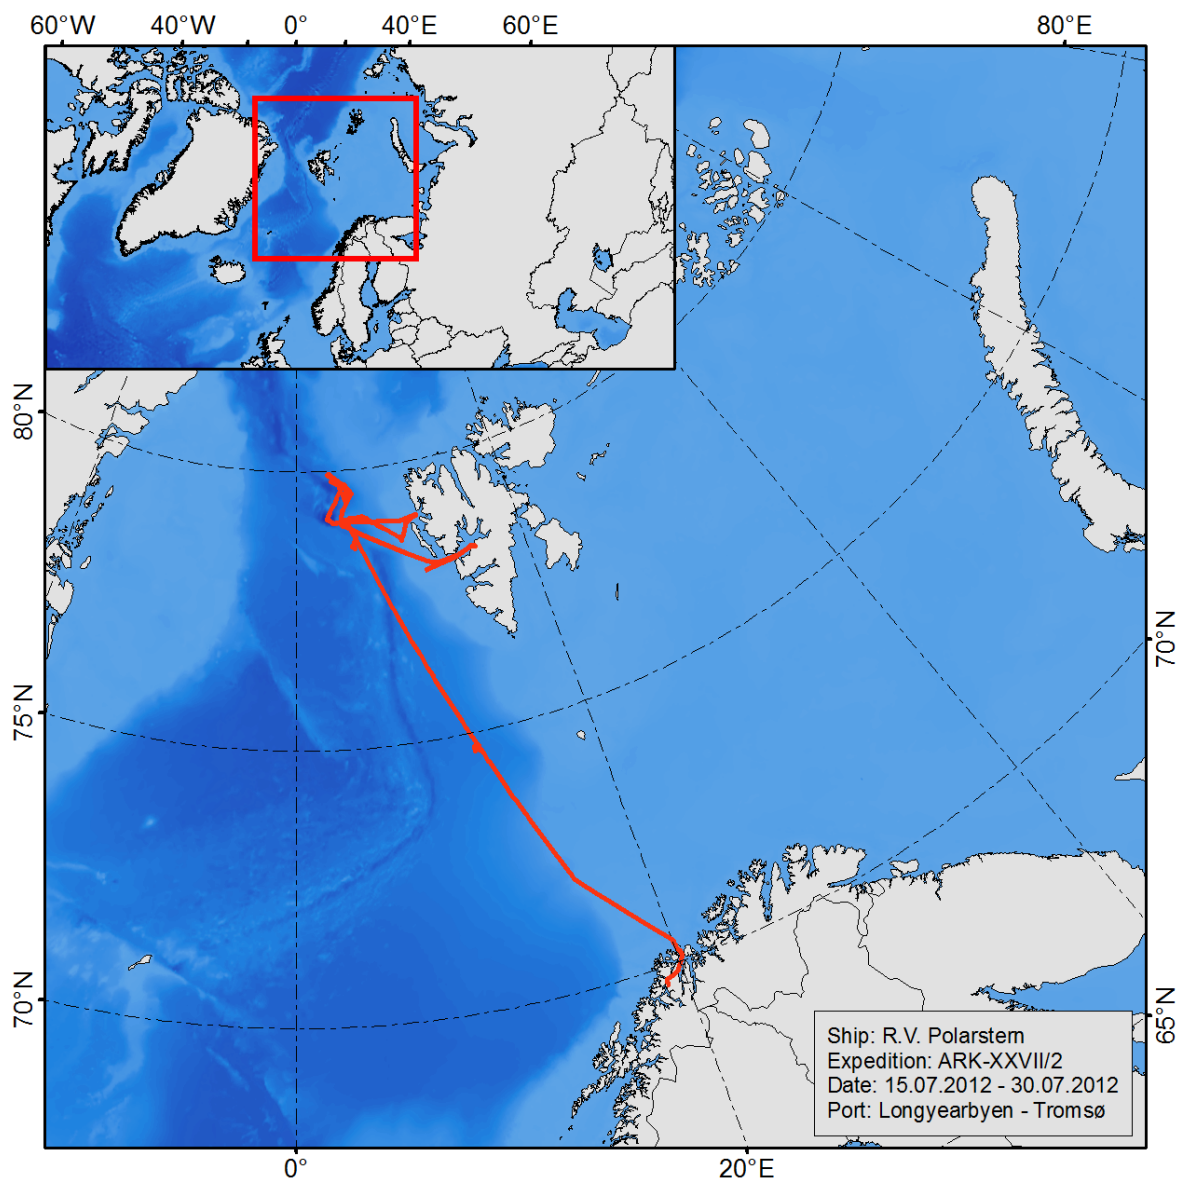 60°W 40°W 0° 40°E 60°E 80°E
80°N
75°N
70°N
70°N
65°N
Ship: R.V. Polarstern
Expedition: ARK-XXVII/2
Date: 15.07.2012 - 30.07.2012
Port: Longyearbyen - Tromsø
0° 20°E